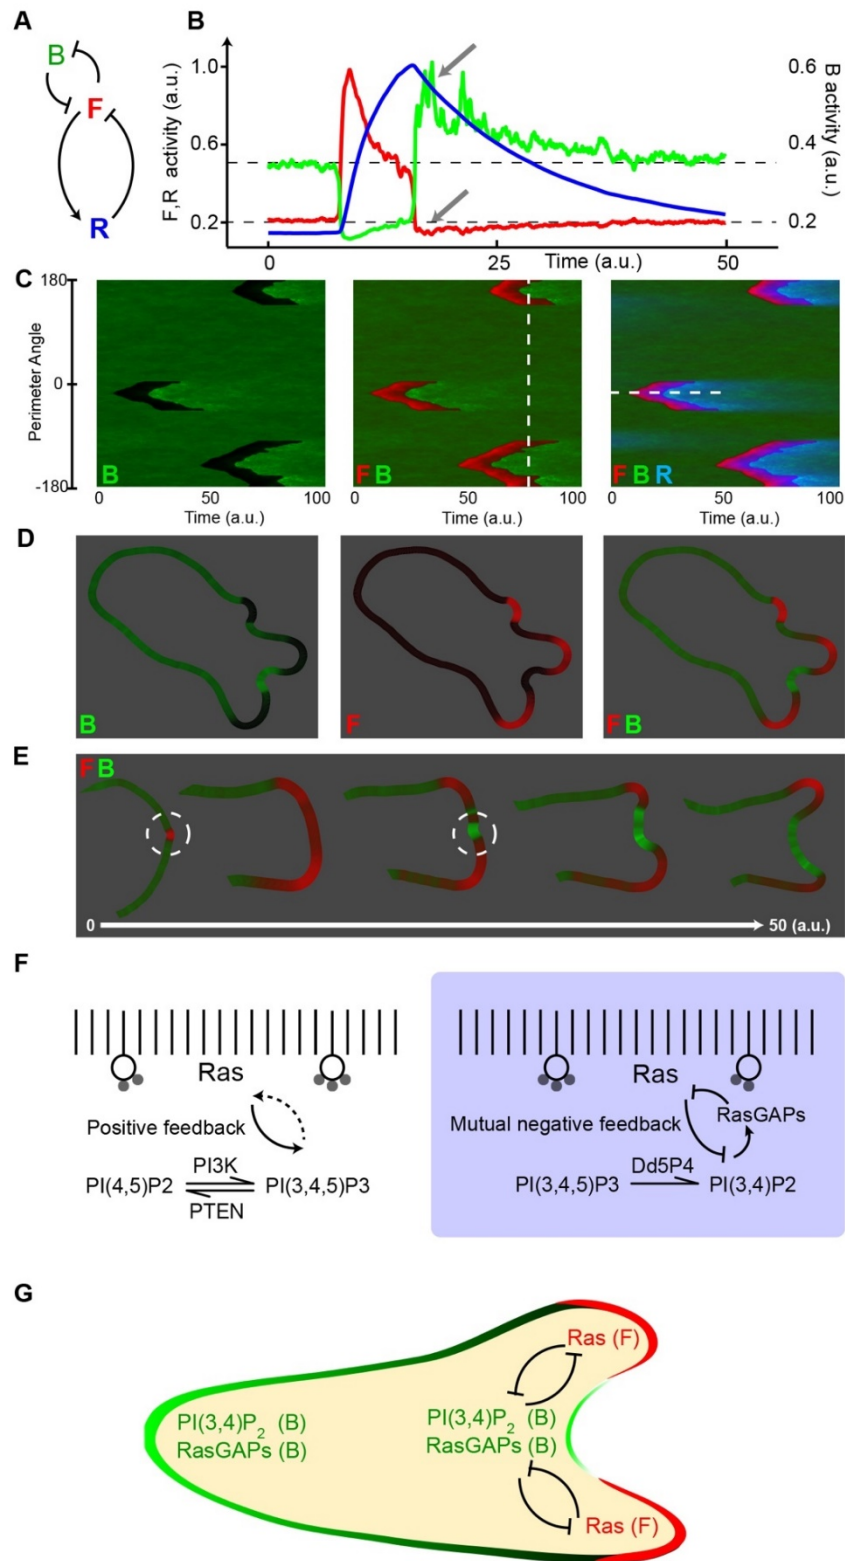 A
B
F
R
B
F,R activity (a.u.)
1.0
0.6
0.2
0.6
0.4
0.2
B activity (a.u.)
0
25
50
Time (a.u.)
C
Perimeter Angle
180
0
-180
B
F B
F B R
0
50
100
0
50
100
0
50
100
Time (a.u.)
Time (a.u.)
Time (a.u.)
D
B
F
F B
E
F B
0
50 (a.u.)
F
Ras
Positive feedback
PI3K
PI(4,5)P2
PI(3,4,5)P3
PTEN
Ras
RasGAPs
Mutual negative feedback
Dd5P4
PI(3,4,5)P3
PI(3,4)P2
G
Ras (F)
PI(3,4)P2 (B)
RasGAPs (B)
PI(3,4)P2 (B)
RasGAPs (B)
Ras (F)